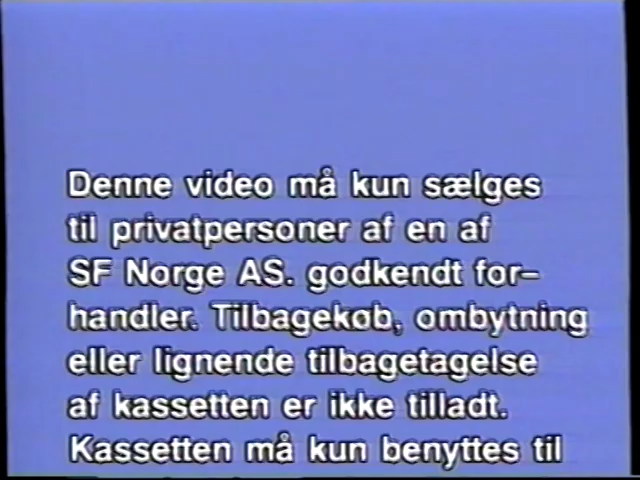 Denne video må kun sælges
til privatpersoner af en af
SF Norge AS. godkendt for-
handler. Tilbagekøb, ombytning
eller lignende tilbagetagelse
af kassetten er ikke tilladt.
Kassetten må kun benyttes til